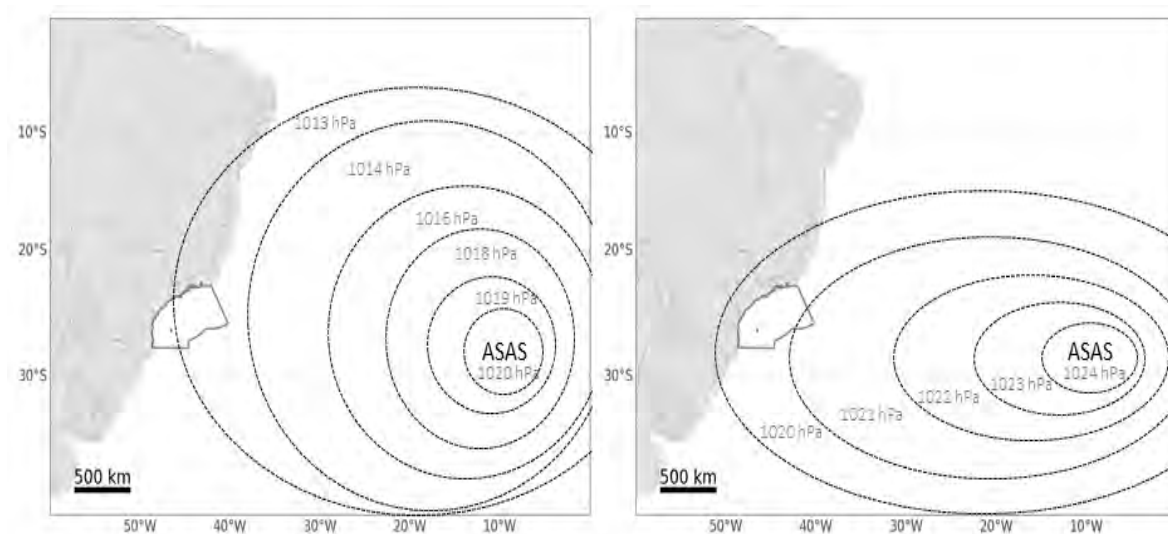 1013 hPa
10°S
1014 hPa
1016 hPa
20°S
1018 hPa
1019 hPa
ASAS
1020 hPa
30°S
500 km
50°W 40°W 30°W 20°W 10°W
10°S
20°S
ASAS
1024 hPa
30°S
1023 hPa
1022 hPa
1021 hPa
1020 hPa
500 km
50°W 40°W 30°W 20°W 10°W